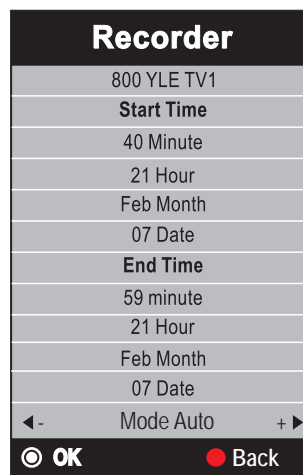 Recorder
800 YLE TV1
Start Time
40 Minute
21 Hour
Feb Month
07 Date
End Time
59 minute
21 Hour
Feb Month
07 Date
- Mode Auto +
OK Back